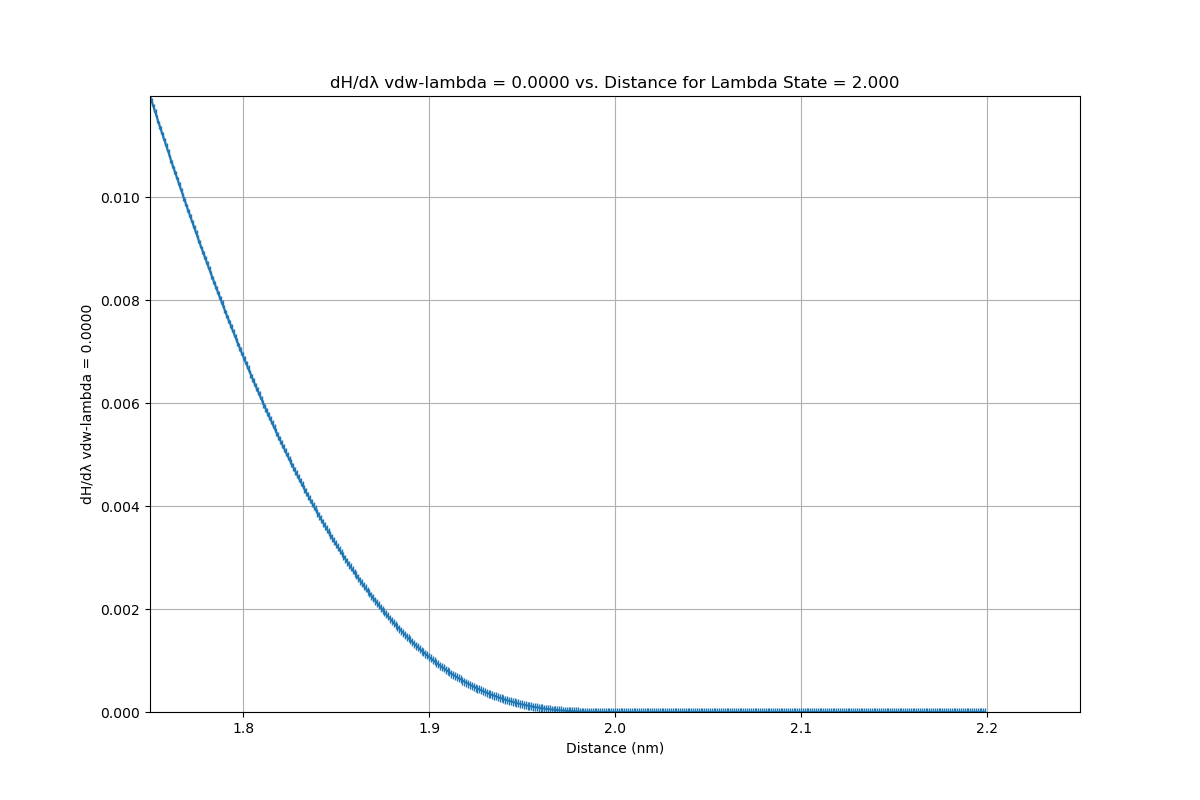 dH/dλ vdw-lambda = 0.0000 vs. Distance for Lambda State = 2.000
dH/dλ vdw-lambda = 0.0000
0.010
0.008
0.006
0.004
0.002
0.000
1.8 1.9 2.0 2.1 2.2
Distance (nm)